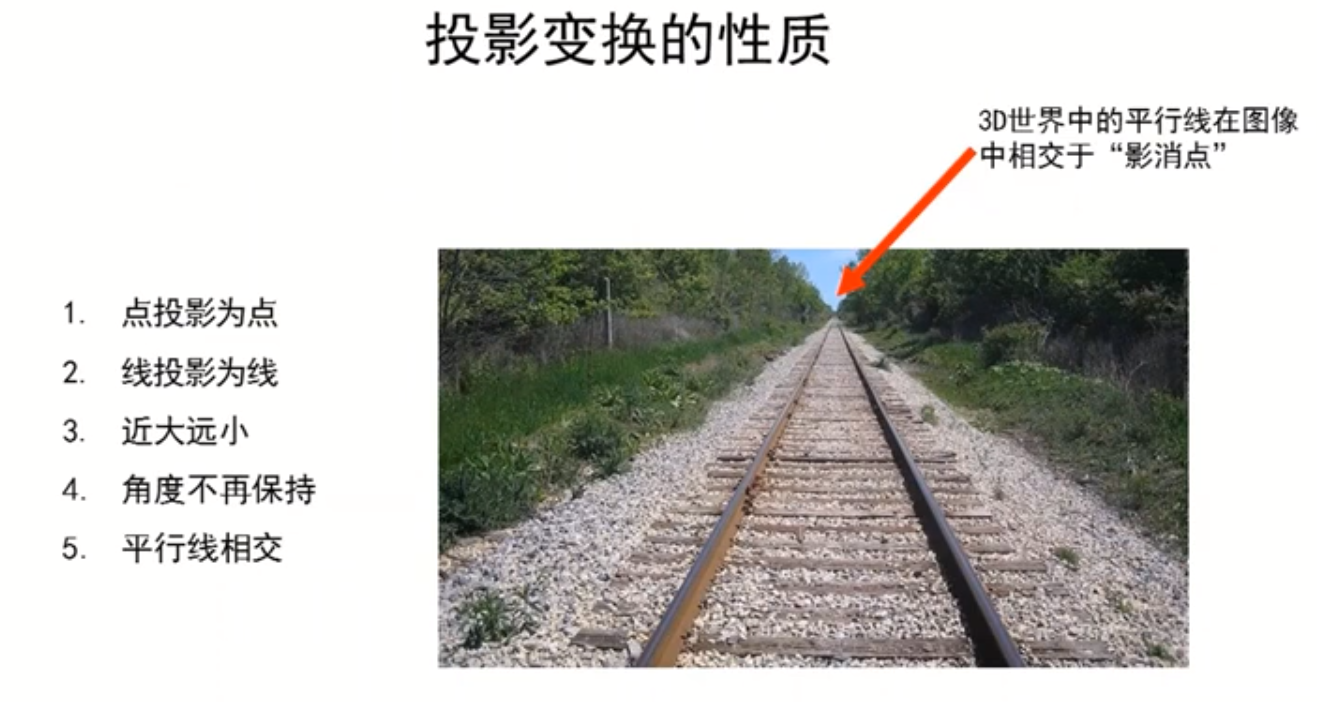 投影变换的性质
3D世界中的平行线在图像
中相交于“影消点”
1. 点投影为点
2. 线投影为线
3. 近大远小
4. 角度不再保持
5. 平行线相交